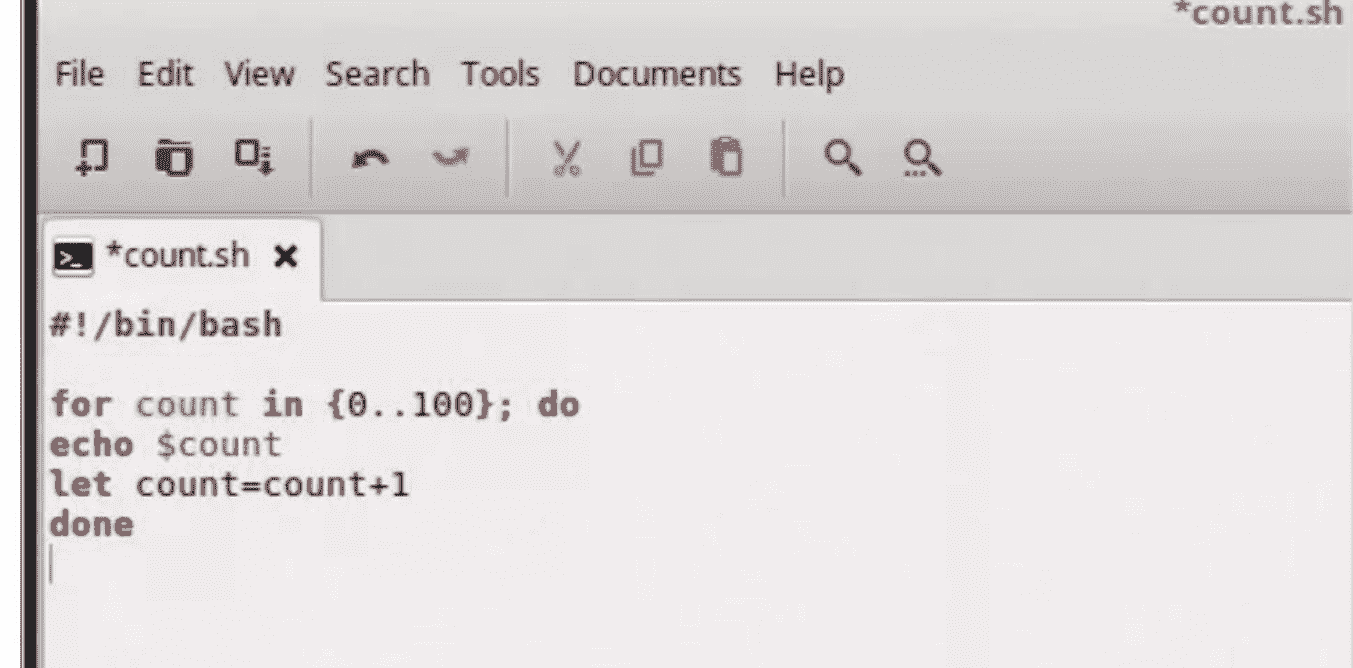 *count.sh
File Edit View Search Tools Documents Help
*count.sh
#!/bin/bash
for count in {0..100}; do
echo $count
let count=count+1
done